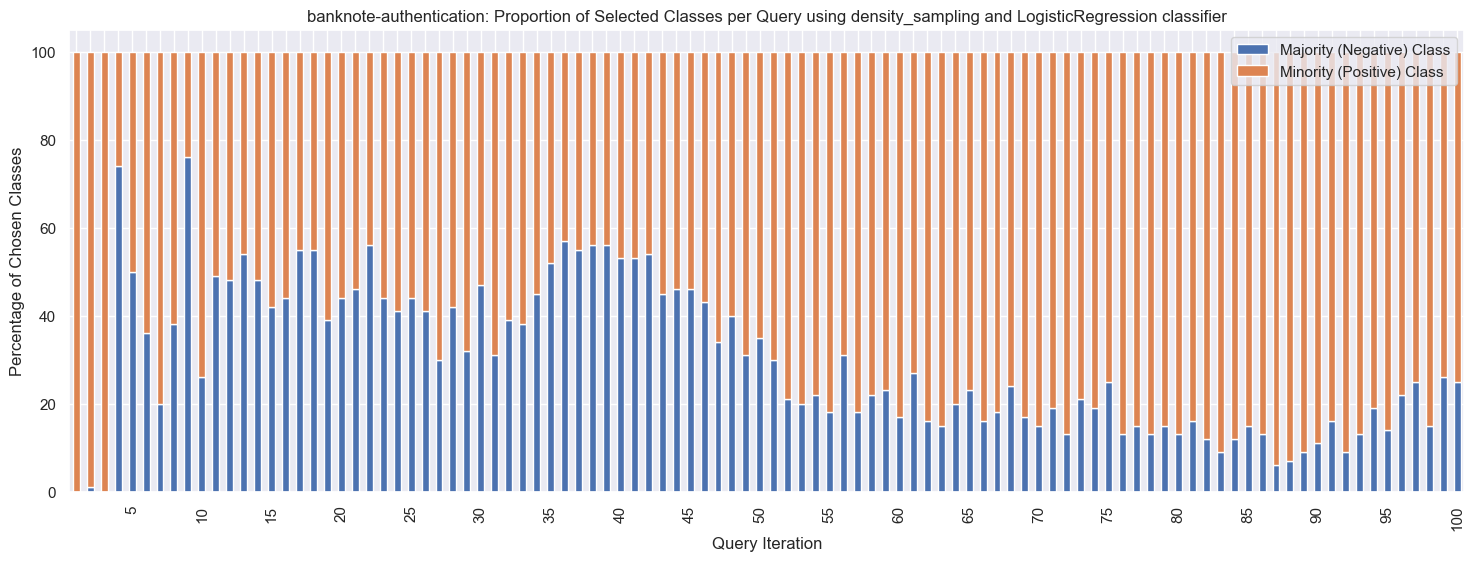 banknote-authentication: Proportion of Selected Classes per Query using density_sampling and LogisticRegression classifier
Majority (Negative) Class
Minority (Positive) Class
Percentage of Chosen Classes
100
80
60
40
20
0
5 10 15 20 25 30 35 40 45 50 55 60 65 70 75 80 85 90 95 100
Query Iteration